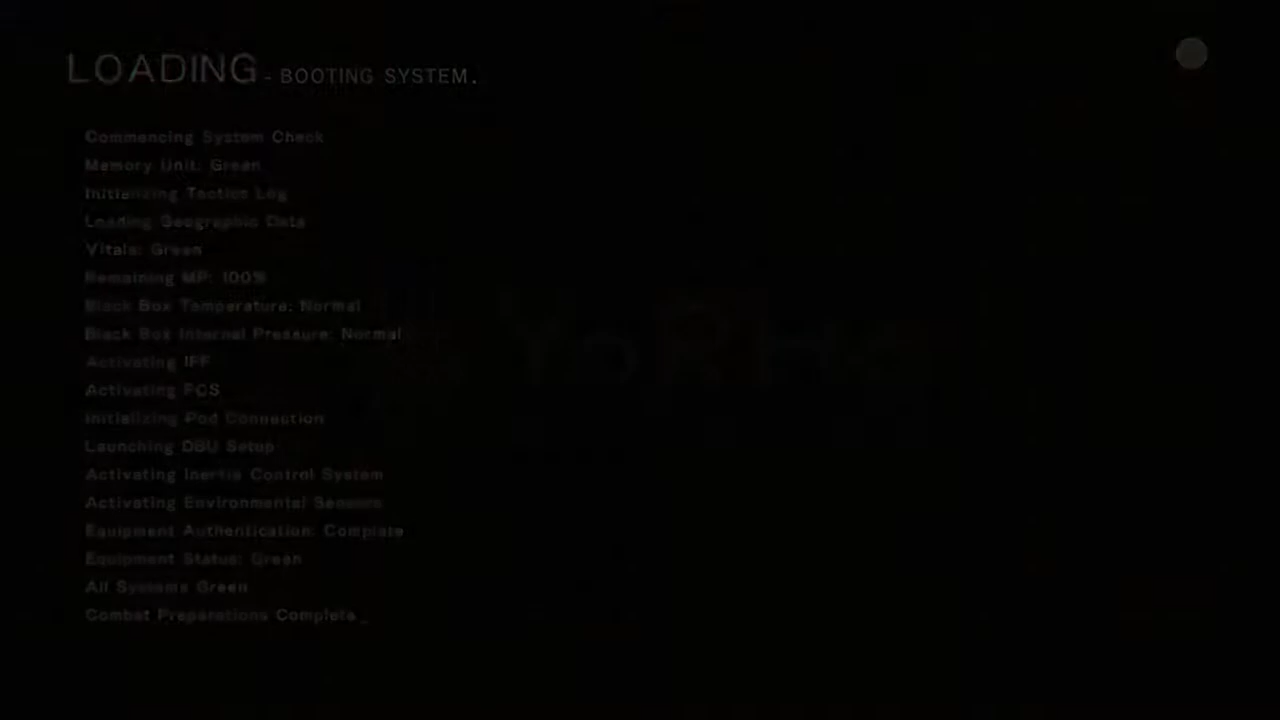 LOADING - BOOTING SYSTEM.
Commencing System Check
Memory Unit: Green
Initializing Tactics Log
Loading Geographic Data
Vitals: Green
Remaining MP: 100%
Black Box Temperature: Normal
Black Box Internal Pressure: Normal
Activating IFF
Activating FCS
Initializing Pod Connection
Launching DBU Setup
Activating Inertia Control System
Activating Environmental Sensors
Equipment Authentication: Complete
Equipment Status: Green
All Systems Green
Combat Preparations Complete_